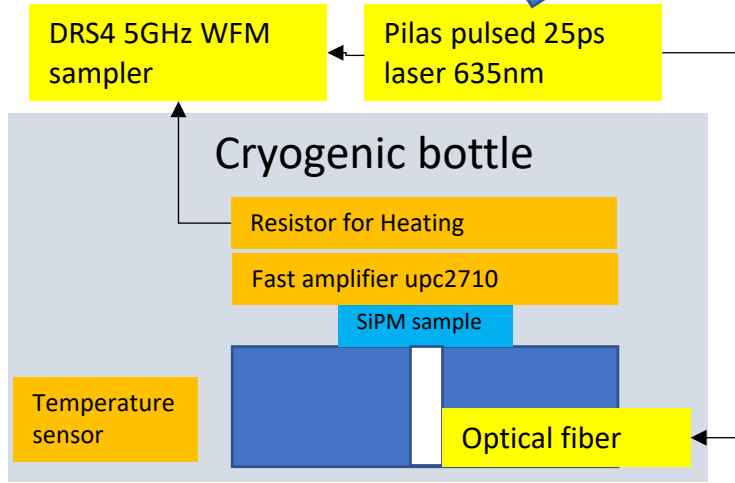 DRS4 5GHz WFM
sampler
Pilas pulsed 25ps
laser 635nm
Cryogenic bottle
Resistor for Heating
Fast amplifier upc2710
SiPM sample
Temperature
sensor
Optical fiber